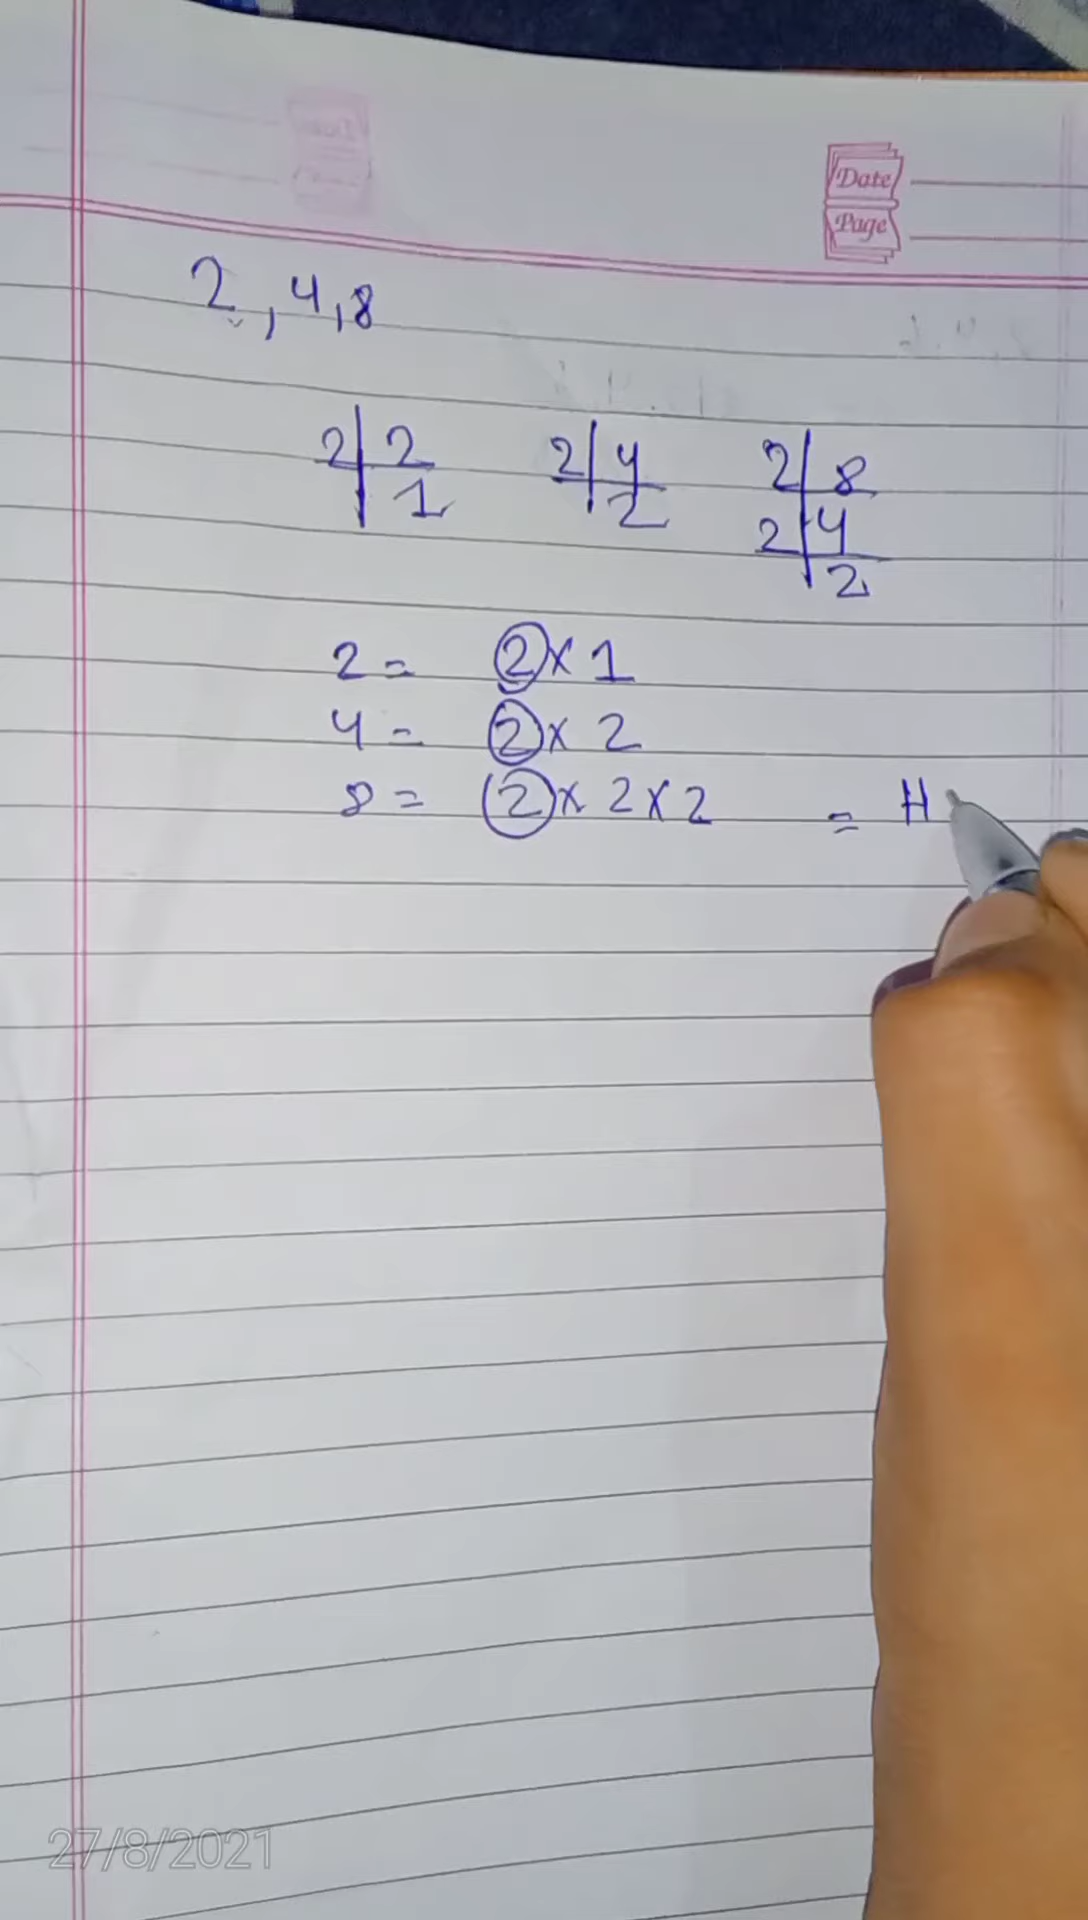 Date
Page
2, 4, 8
2 | 2   2 | 4   2 | 8
1   2   2 | 4
2
2 = 2 x 1
4 = 2 x 2
8 = 2 x 2 x 2 = H
27/8/2021